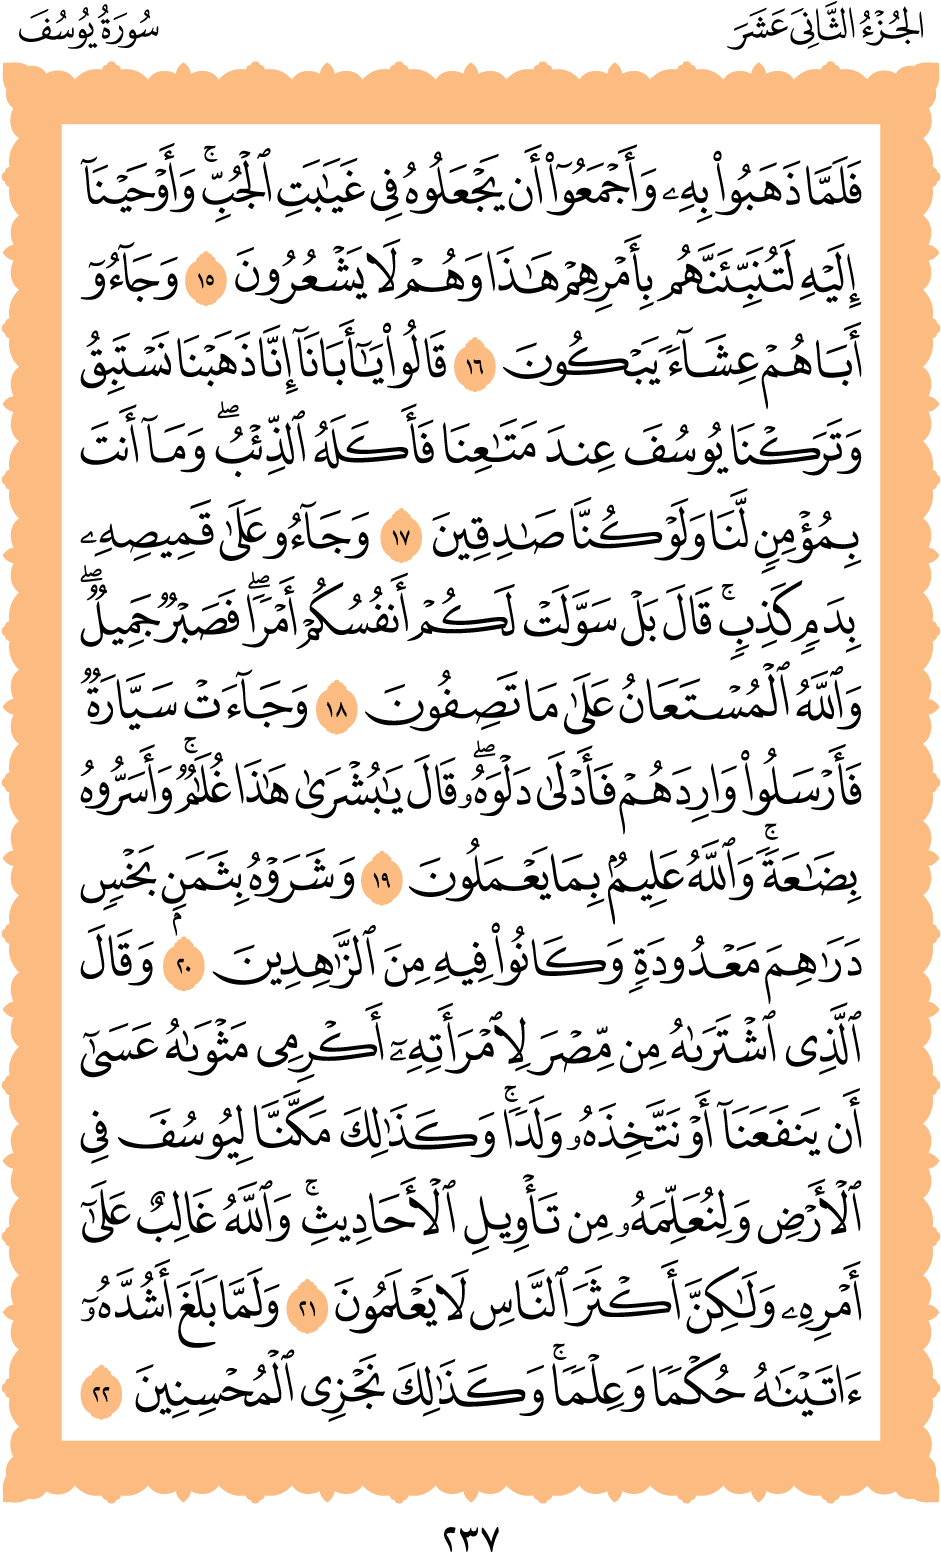 الجُزْءُ الثَّانِىَ عَشَرَ
سُورَةُ يُوسُفَ
فَلَمَّا ذَهَبُوا۟ بِهِۦ وَأَجْمَعُوٓا۟ أَن يَجْعَلُوهُ فِى غَيَٰبَتِ ٱلْجُبِّ ۚ وَأَوْحَيْنَآ
إِلَيْهِ لَتُنَبِّئَنَّهُم بِأَمْرِهِمْ هَٰذَا وَهُمْ لَا يَشْعُرُونَ ١٥ وَجَآءُوٓ
أَبَاهُمْ عِشَآءً يَبْكُونَ ١٦ قَالُوا۟ يَٰٓأَبَانَآ إِنَّا ذَهَبْنَا نَسْتَبِقُ
وَتَرَكْنَا يُوسُفَ عِندَ مَتَٰعِنَا فَأَكَلَهُ ٱلذِّئْبُ ۖ وَمَآ أَنتَ
بِمُؤْمِنٍ لَّنَا وَلَوْ كُنَّا صَٰدِقِينَ ١٧ وَجَآءُو عَلَىٰ قَمِيصِهِۦ
بِدَمٍ كَذِبٍ ۚ قَالَ بَلْ سَوَّلَتْ لَكُمْ أَنفُسُكُمْ أَمْرًا ۖ فَصَبْرٌ جَمِيلٌ ۖ
وَٱللَّهُ ٱلْمُسْتَعَانُ عَلَىٰ مَا تَصِفُونَ ١٨ وَجَآءَتْ سَيَّارَةٌ
فَأَرْسَلُوا۟ وَارِدَهُمْ فَأَدْلَىٰ دَلْوَهُۥ ۖ قَالَ يَٰبُشْرَىٰ هَٰذَا غُلَٰمٌ ۚ وَأَسَرُّوهُ
بِضَٰعَةً ۚ وَٱللَّهُ عَلِيمٌۢ بِمَا يَعْمَلُونَ ١٩ وَشَرَوْهُ بِثَمَنٍۭ بَخْسٍ
دَرَٰهِمَ مَعْدُودَةٍ وَكَانُوا۟ فِيهِ مِنَ ٱلزَّٰهِدِينَ ٢٠ وَقَالَ
ٱلَّذِى ٱشْتَرَىٰهُ مِن مِّصْرَ لِٱمْرَأَتِهِۦٓ أَكْرِمِى مَثْوَىٰهُ عَسَىٰٓ
أَن يَنفَعَنَآ أَوْ نَتَّخِذَهُۥ وَلَدًا ۚ وَكَذَٰلِكَ مَكَّنَّا لِيُوسُفَ فِى
ٱلْأَرْضِ وَلِنُعَلِّمَهُۥ مِن تَأْوِيلِ ٱلْأَحَادِيثِ ۚ وَٱللَّهُ غَالِبٌ عَلَىٰٓ
أَمْرِهِۦ وَلَٰكِنَّ أَكْثَرَ ٱلنَّاسِ لَا يَعْلَمُونَ ٢١ وَلَمَّا بَلَغَ أَشُدَّهُۥٓ
ءَاتَيْنَٰهُ حُكْمًا وَعِلْمًا ۚ وَكَذَٰلِكَ نَجْزِى ٱلْمُحْسِنِينَ ٢٢
٢٣٧